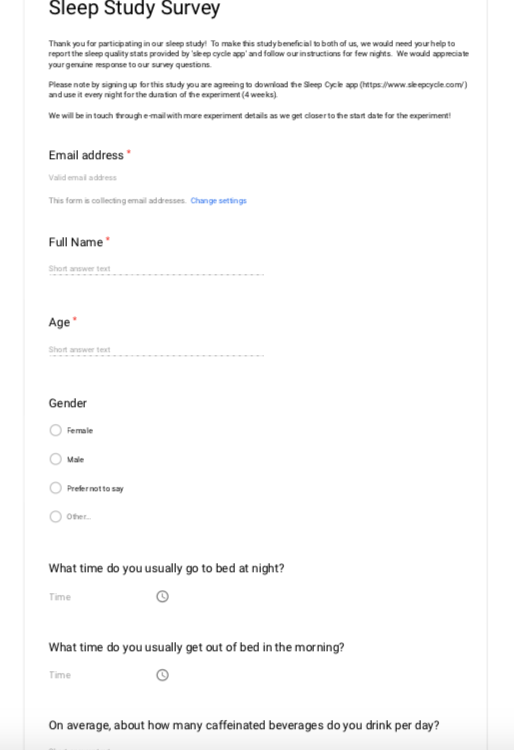 Sleep Study Survey
Thank you for participating in our sleep study! To make this study beneficial to both of us, we would need your help to
report the sleep quality stats provided by 'sleep cycle app' and follow our instructions for few nights. We would appreciate
your genuine response to our survey questions.
Please note by signing up for this study you are agreeing to download the Sleep Cycle app (https://www.sleepcycle.com/)
and use it every night for the duration of the experiment (4 weeks).
We will be in touch through e-mail with more experiment details as we get closer to the start date for the experiment!
Email address *
Valid email address
This form is collecting email addresses. Change settings
Full Name *
Short answer text
Age *
Short answer text
Gender
Female
Male
Prefer not to say
Other...
What time do you usually go to bed at night?
Time
What time do you usually get out of bed in the morning?
Time
On average, about how many caffeinated beverages do you drink per day?